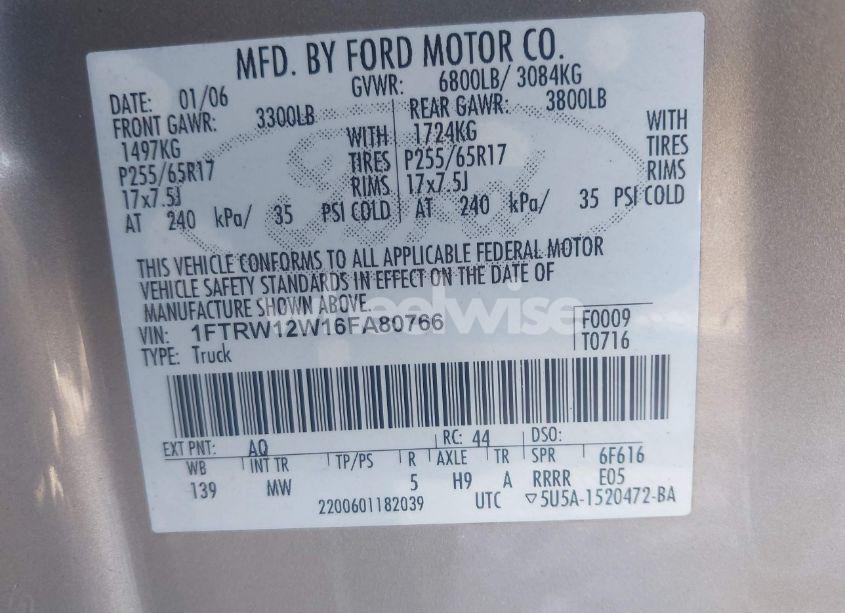 MFD. BY FORD MOTOR CO.
DATE: 01/06 GVWR: 6800LB/ 3084KG
FRONT GAWR: 3300LB REAR GAWR: 3800LB
1497KG WITH 1724KG WITH
P255/65R17 TIRES P255/65R17 TIRES
17x7.5J RIMS 17x7.5J RIMS
AT 240 kPa/ 35 PSI COLD AT 240 kPa/ 35 PSI COLD
THIS VEHICLE CONFORMS TO ALL APPLICABLE FEDERAL MOTOR
VEHICLE SAFETY STANDARDS IN EFFECT ON THE DATE OF
MANUFACTURE SHOWN ABOVE.
VIN: 1FTRW12W16FA80766 F0009
TYPE: Truck T0716
EXT PNT: AQ RC: 44 DSO:
WB INT TR TP/PS R AXLE TR SPR 6F616
139 MW 5 H9 A RRRR E05
2200601182039 UTC ▽5U5A-1520472-BA
Ford